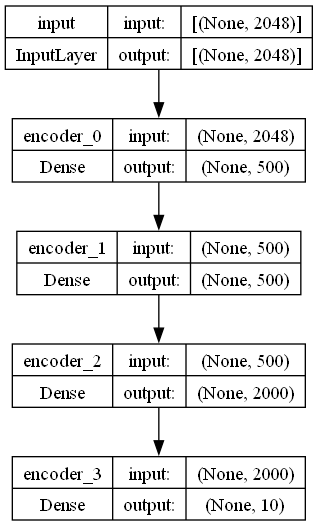 input input: [(None, 2048)]
InputLayer output: [(None, 2048)]
encoder_0 input: (None, 2048)
Dense output: (None, 500)
encoder_1 input: (None, 500)
Dense output: (None, 500)
encoder_2 input: (None, 500)
Dense output: (None, 2000)
encoder_3 input: (None, 2000)
Dense output: (None, 10)